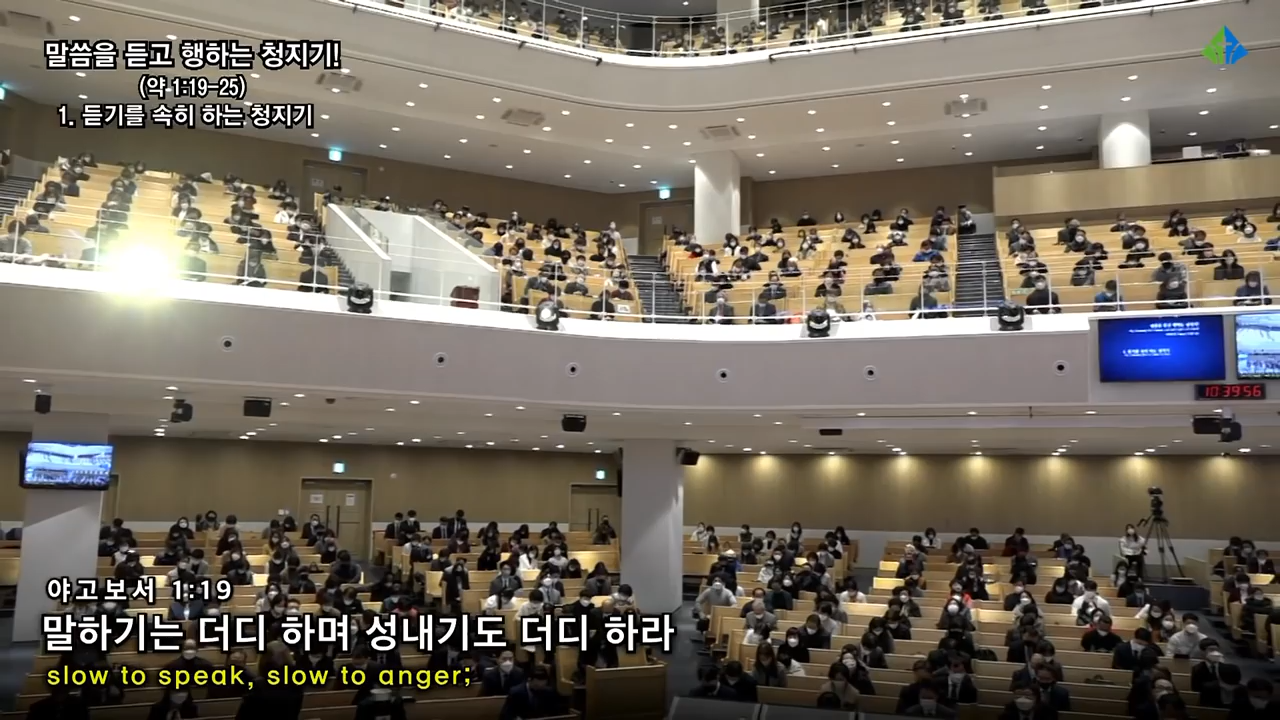 말씀을 듣고 행하는 청지기!
(약 1:19-25)
1. 듣기를 속히 하는 청지기
10:39:56
야고보서 1:19
말하기는 더디 하며 성내기도 더디 하라
slow to speak, slow to anger;